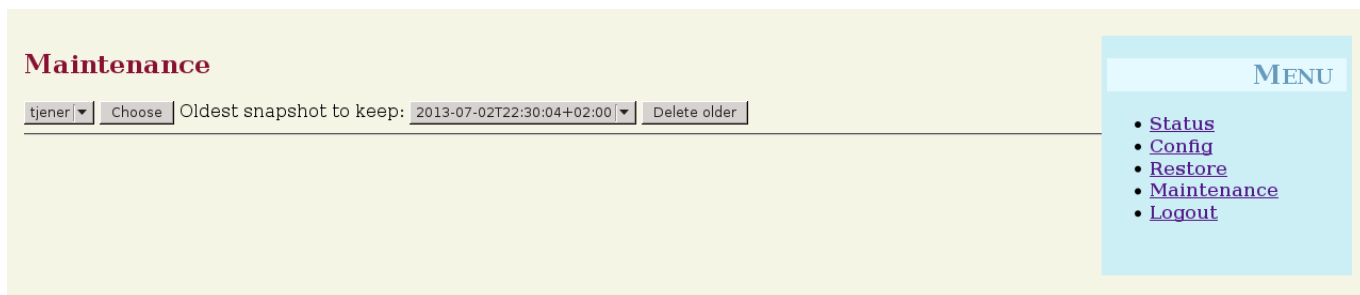 Maintenance
tjener Choose Oldest snapshot to keep: 2013-07-02T22:30:04+02:00 Delete older
MENU
Status
Config
Restore
Maintenance
Logout